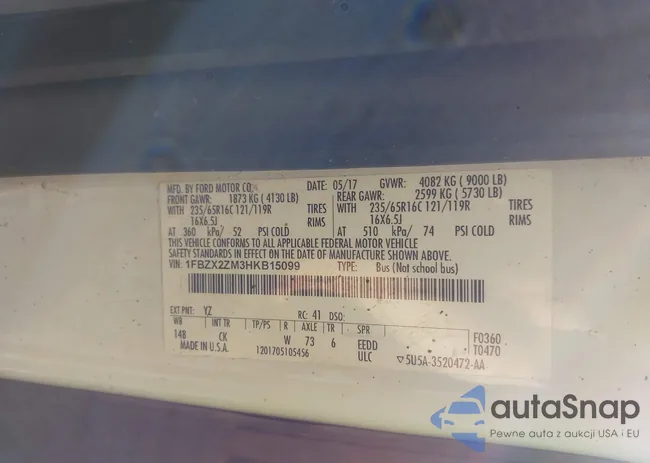 MFD. BY FORD MOTOR CO. DATE: 05/17 GVWR: 4082 KG ( 9000 LB)
FRONT GAWR: 1873 KG ( 4130 LB) REAR GAWR: 2599 KG ( 5730 LB)
WITH 235/65R16C 121/119R TIRES WITH 235/65R16C 121/119R TIRES
16X6.5J RIMS 16X6.5J RIMS
AT 360 kPa/ 52 PSI COLD AT 510 kPa/ 74 PSI COLD
THIS VEHICLE CONFORMS TO ALL APPLICABLE FEDERAL MOTOR VEHICLE
SAFETY STANDARDS IN EFFECT ON THE DATE OF MANUFACTURE SHOWN ABOVE.
VIN: 1FBZX2ZM3HKB15099 TYPE: Bus (Not school bus)
EXT PNT: YZ RC: 41 DSO:
WB INT TR TP/PS R AXLE TR SPR F0360
148 CK W 73 6 EEDD T0470
MADE IN U.S.A. 1201705105456 ULC ▽5U5A-3520472-AA
autaSnap
Pewne auta z aukcji USA i EU